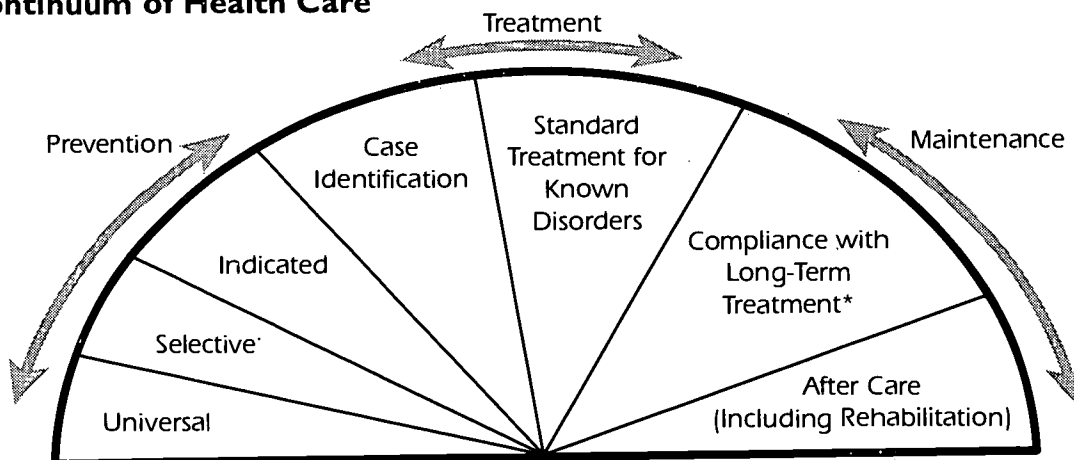 ontinuum of Health Care
Treatment
Prevention
Maintenance
Case
Identification
Standard
Treatment for
Known
Disorders
Indicated
Compliance with
Long-Term
Treatment*
Selective
Universal
After Care
(Including Rehabilitation)